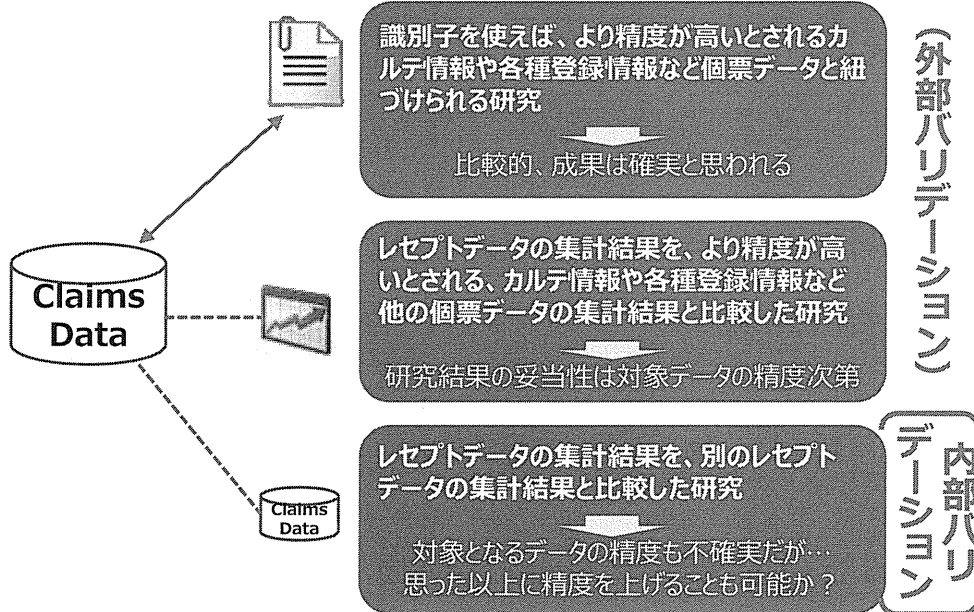 識別子を使えば、より精度が高いとされるカ
ルテ情報や各種登録情報など個票データと紐
づけられる研究
比較的、成果は確実と思われる
(外部バリデーション)
Claims
Data
レセプトデータの集計結果を、より精度が高
いとされる、カルテ情報や各種登録情報など
他の個票データの集計結果と比較した研究
研究結果の妥当性は対象データの精度次第
Claims
Data
レセプトデータの集計結果を、別のレセプト
データの集計結果と比較した研究
対象となるデータの精度も不確実だが…
思った以上に精度を上げることも可能か?
内部バリ
デーション